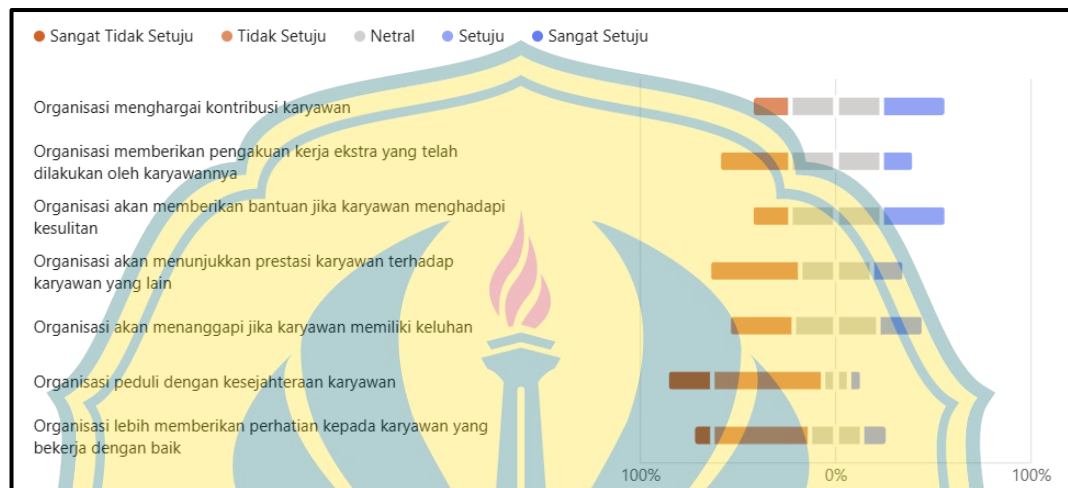 Sangat Tidak Setuju Tidak Setuju Netral Setuju Sangat Setuju
Organisasi menghargai kontribusi karyawan
Organisasi memberikan pengakuan kerja ekstra yang telah
dilakukan oleh karyawannya
Organisasi akan memberikan bantuan jika karyawan menghadapi
kesulitan
Organisasi akan menunjukkan prestasi karyawan terhadap
karyawan yang lain
Organisasi akan menanggapi jika karyawan memiliki keluhan
Organisasi peduli dengan kesejahteraan karyawan
Organisasi lebih memberikan perhatian kepada karyawan yang
bekerja dengan baik
100% 0% 100%